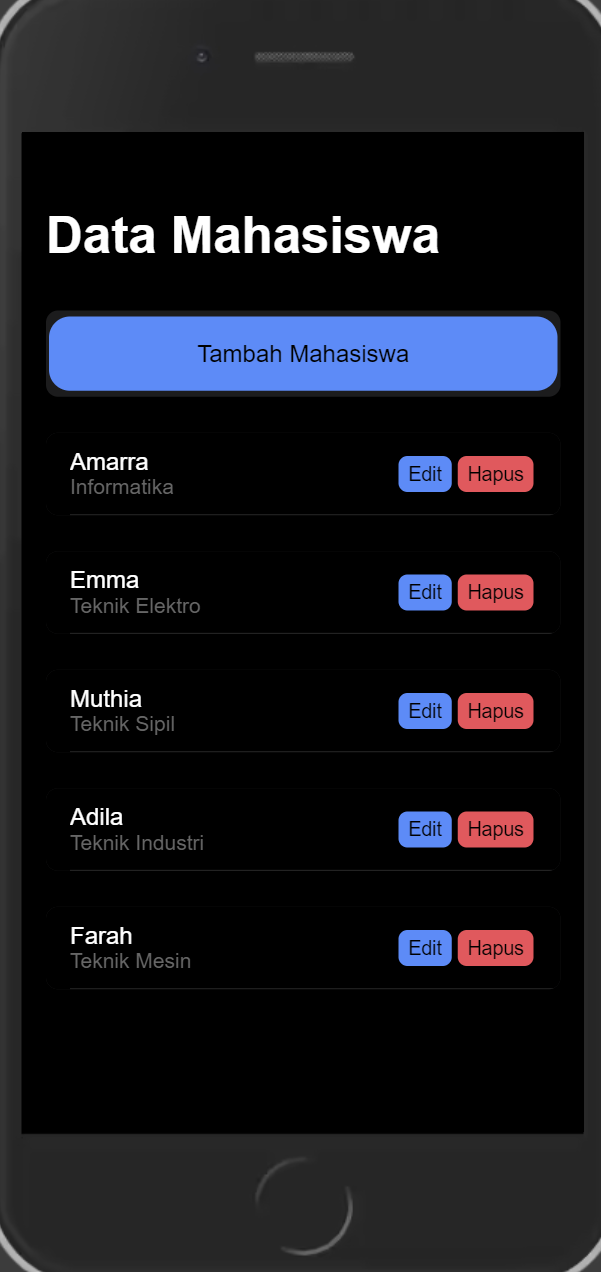 Data Mahasiswa
Tambah Mahasiswa
Amarra
Informatika
Edit Hapus
Emma
Teknik Elektro
Edit Hapus
Muthia
Teknik Sipil
Edit Hapus
Adila
Teknik Industri
Edit Hapus
Farah
Teknik Mesin
Edit Hapus